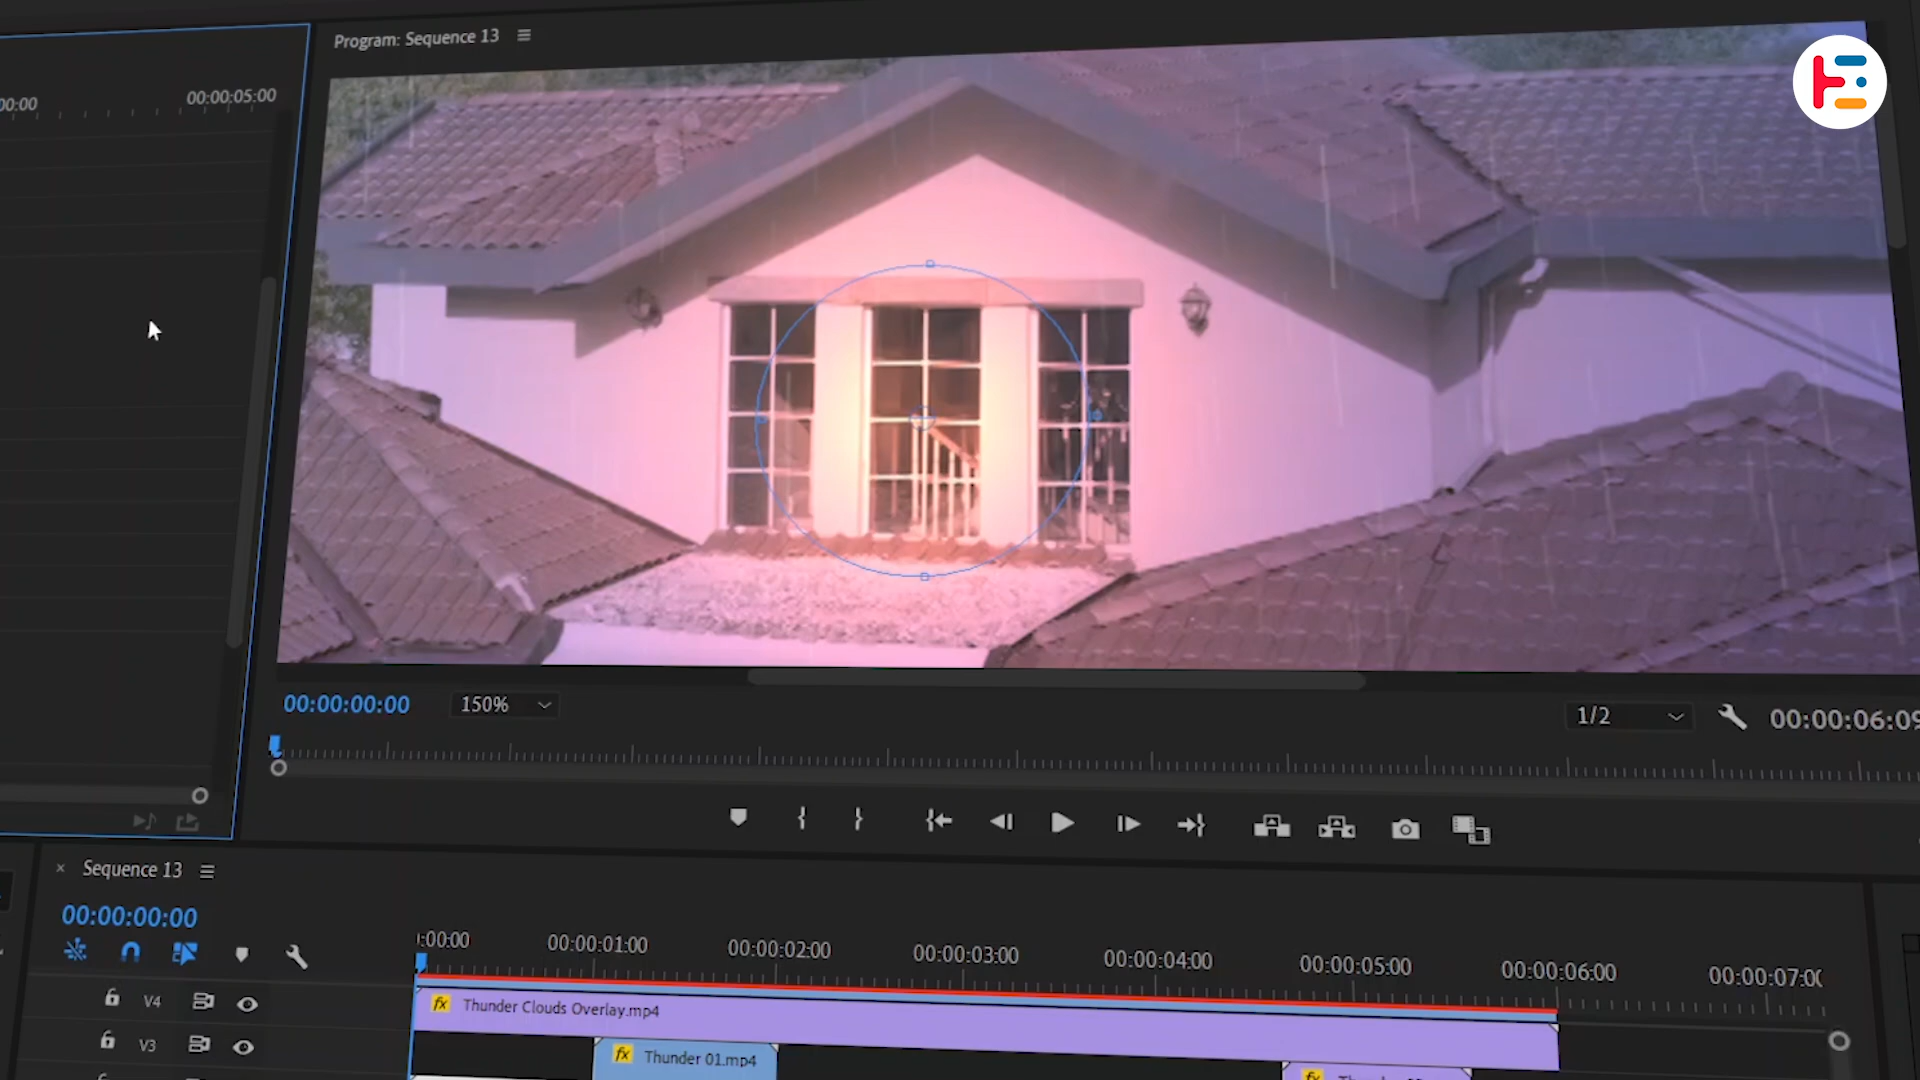 Program: Sequence 13
00:00
00:00:05:00
00:00:00:00
150%
1/2
00:00:06:09
Sequence 13
00:00:00:00
:00:00
00:00:01:00
00:00:02:00
00:00:03:00
00:00:04:00
00:00:05:00
00:00:06:00
00:00:07:00
V4
fx
Thunder Clouds Overlay.mp4
V3
fx
Thunder 01.mp4
fx